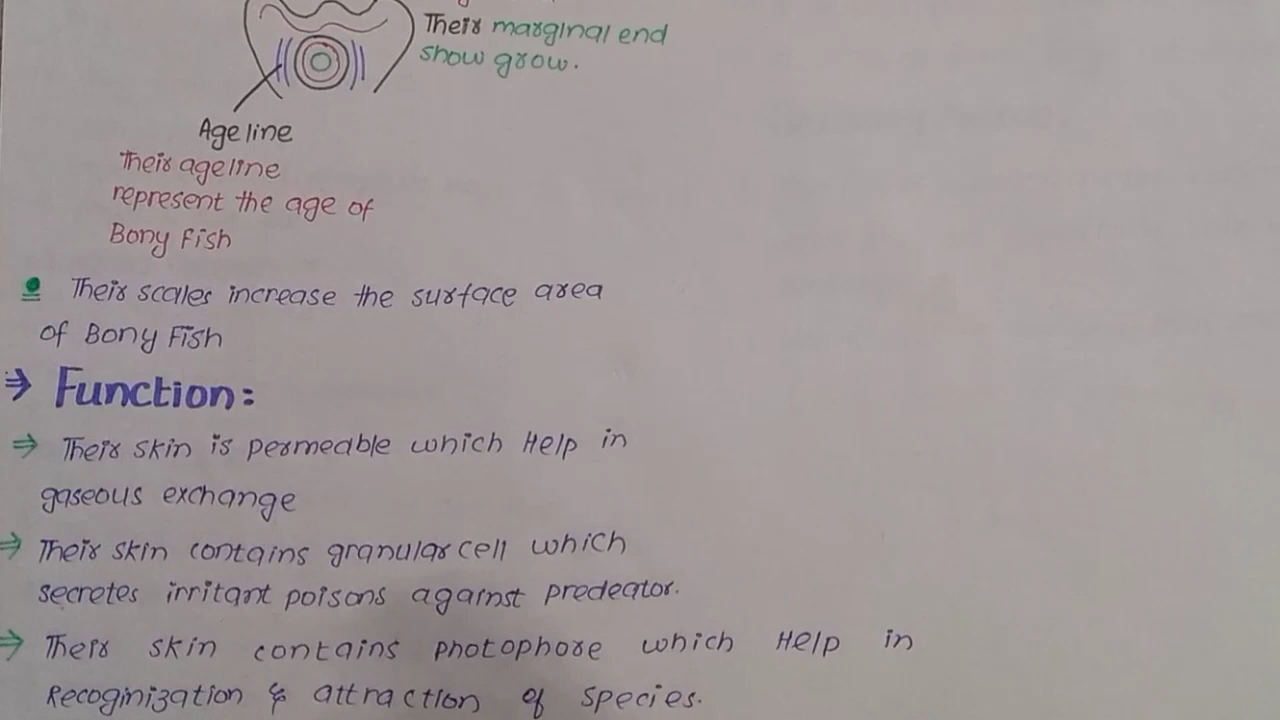 Their marginal end
show grow.
Age line
Their ageline
represent the age of
Bony Fish
Their scales increase the surface area
of Bony Fish
⇒ Function:
⇒ Their skin is permeable which Help in
gaseous exchange
⇒ Their skin contains granular cell which
secretes irritant poisons against predeator.
⇒ Their skin contains photophore which Help in
Recoginization & attraction of species.